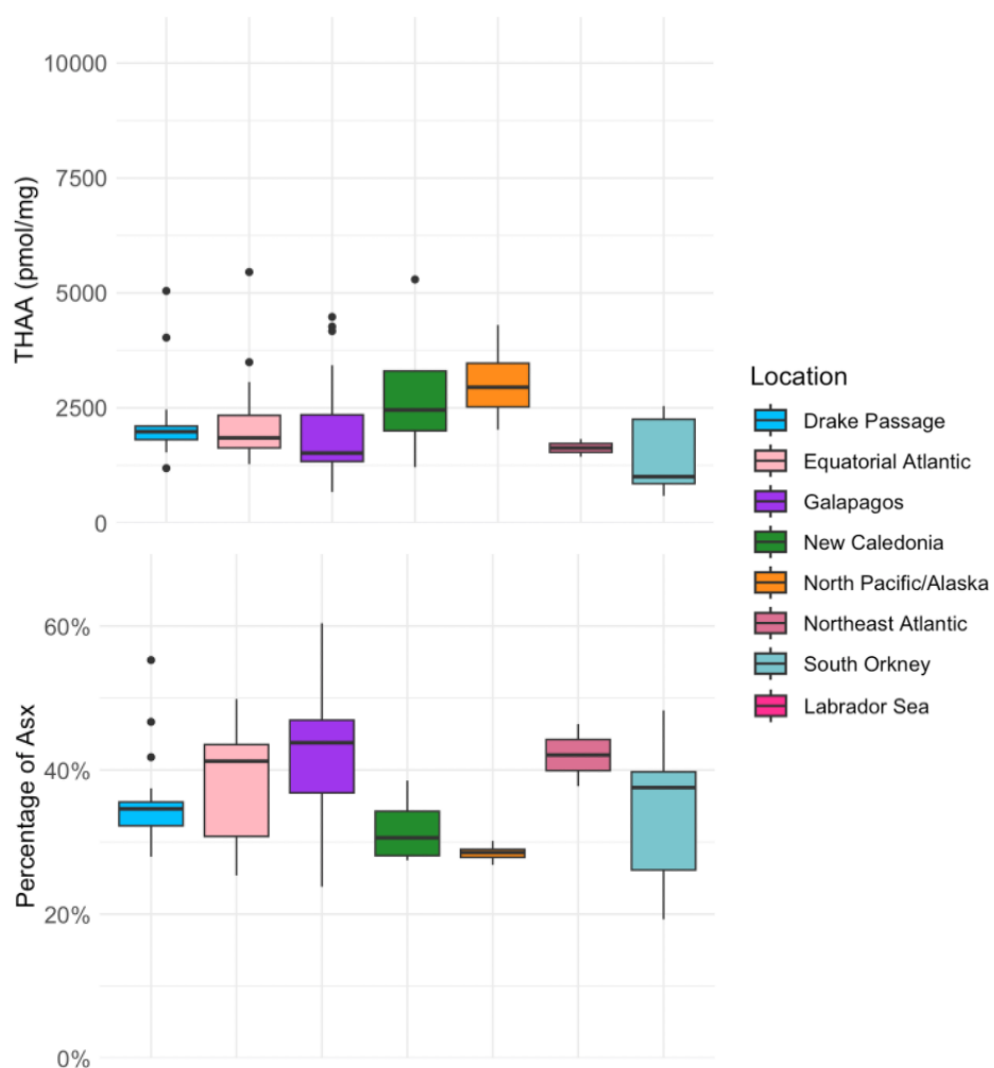 10000
7500
5000
2500
0
THAA (pmol/mg)
60%
40%
20%
0%
Percentage of Asx
Location
Drake Passage
Equatorial Atlantic
Galapagos
New Caledonia
North Pacific/Alaska
Northeast Atlantic
South Orkney
Labrador Sea